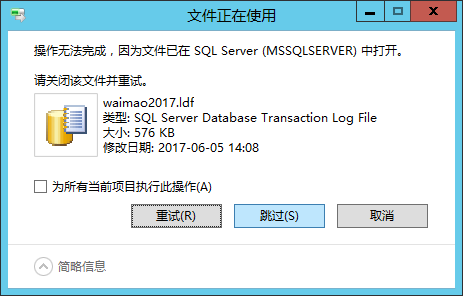 文件正在使用
操作无法完成，因为文件已在 SQL Server (MSSQLSERVER) 中打开。
请关闭该文件并重试。
waimao2017.ldf
类型: SQL Server Database Transaction Log File
大小: 576 KB
修改日期: 2017-06-05 14:08
为所有当前项目执行此操作(A)
重试(R)
跳过(S)
取消
简略信息